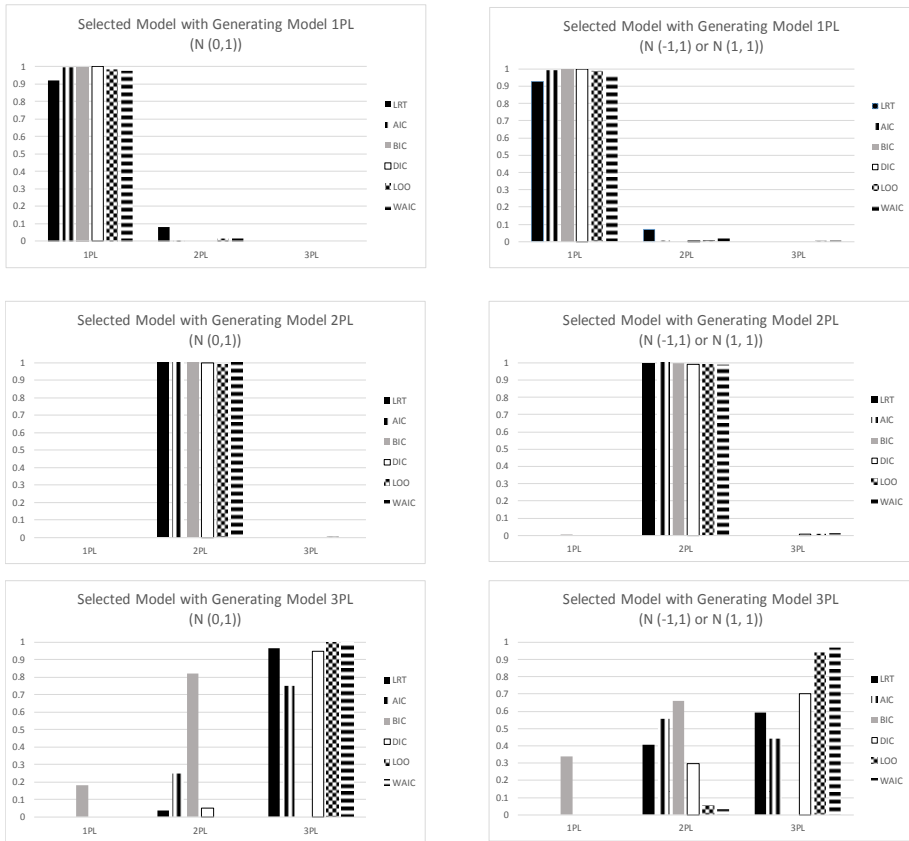 Selected Model with Generating Model 1PL
(N (0,1))
1
0.9
0.8
0.7
0.6
0.5
0.4
0.3
0.2
0.1
0
1PL 2PL 3PL
LRT
AIC
BIC
DIC
LOO
WAIC
Selected Model with Generating Model 1PL
(N (-1,1) or N (1, 1))
1
0.9
0.8
0.7
0.6
0.5
0.4
0.3
0.2
0.1
0
1PL 2PL 3PL
LRT
AIC
BIC
DIC
LOO
WAIC
Selected Model with Generating Model 2PL
(N (0,1))
1
0.9
0.8
0.7
0.6
0.5
0.4
0.3
0.2
0.1
0
1PL 2PL 3PL
LRT
AIC
BIC
DIC
LOO
WAIC
Selected Model with Generating Model 2PL
(N (-1,1) or N (1, 1))
1
0.9
0.8
0.7
0.6
0.5
0.4
0.3
0.2
0.1
0
1PL 2PL 3PL
LRT
AIC
BIC
DIC
LOO
WAIC
Selected Model with Generating Model 3PL
(N (0,1))
1
0.9
0.8
0.7
0.6
0.5
0.4
0.3
0.2
0.1
0
1PL 2PL 3PL
LRT
AIC
BIC
DIC
LOO
WAIC
Selected Model with Generating Model 3PL
(N (-1,1) or N (1, 1))
1
0.9
0.8
0.7
0.6
0.5
0.4
0.3
0.2
0.1
0
1PL 2PL 3PL
LRT
AIC
BIC
DIC
LOO
WAIC